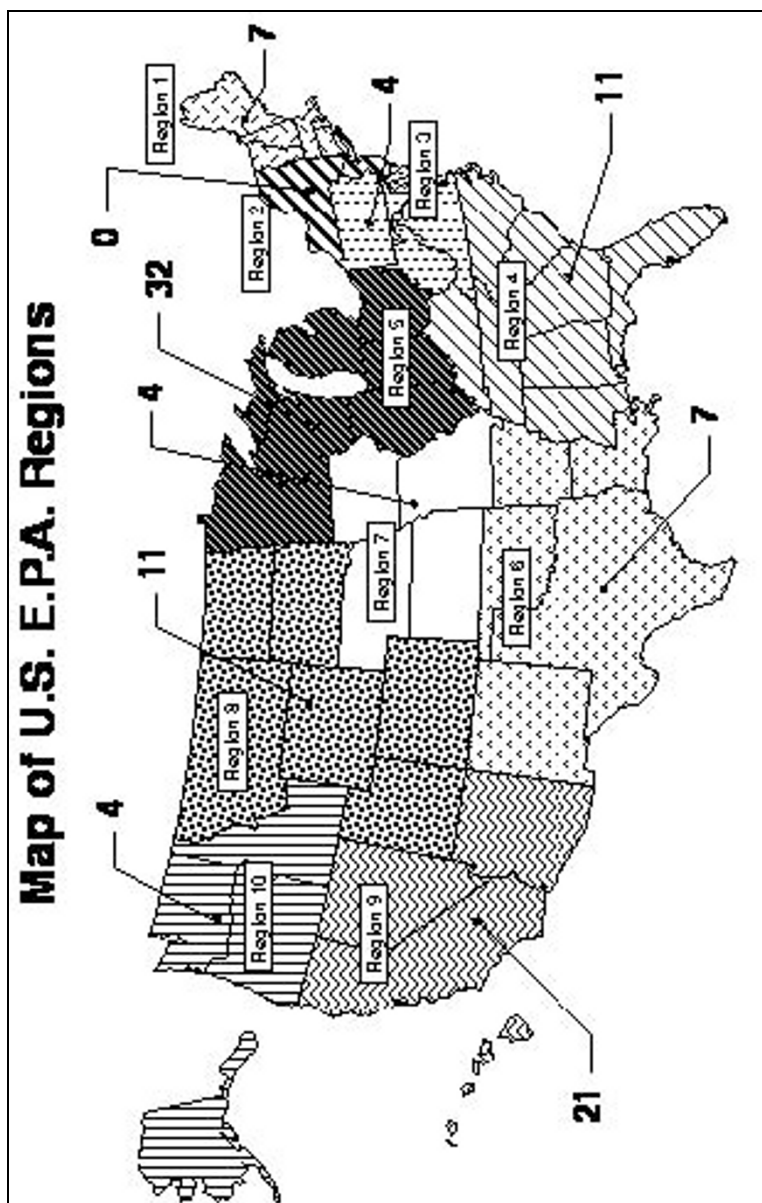 Map of U.S. E.P.A. Regions
4
11
4
32
0
7
Region 1
Region 2
4
Region 3
Region 10
Region 8
Region 7
Region 5
Region 9
Region 6
Region 4
11
21
7